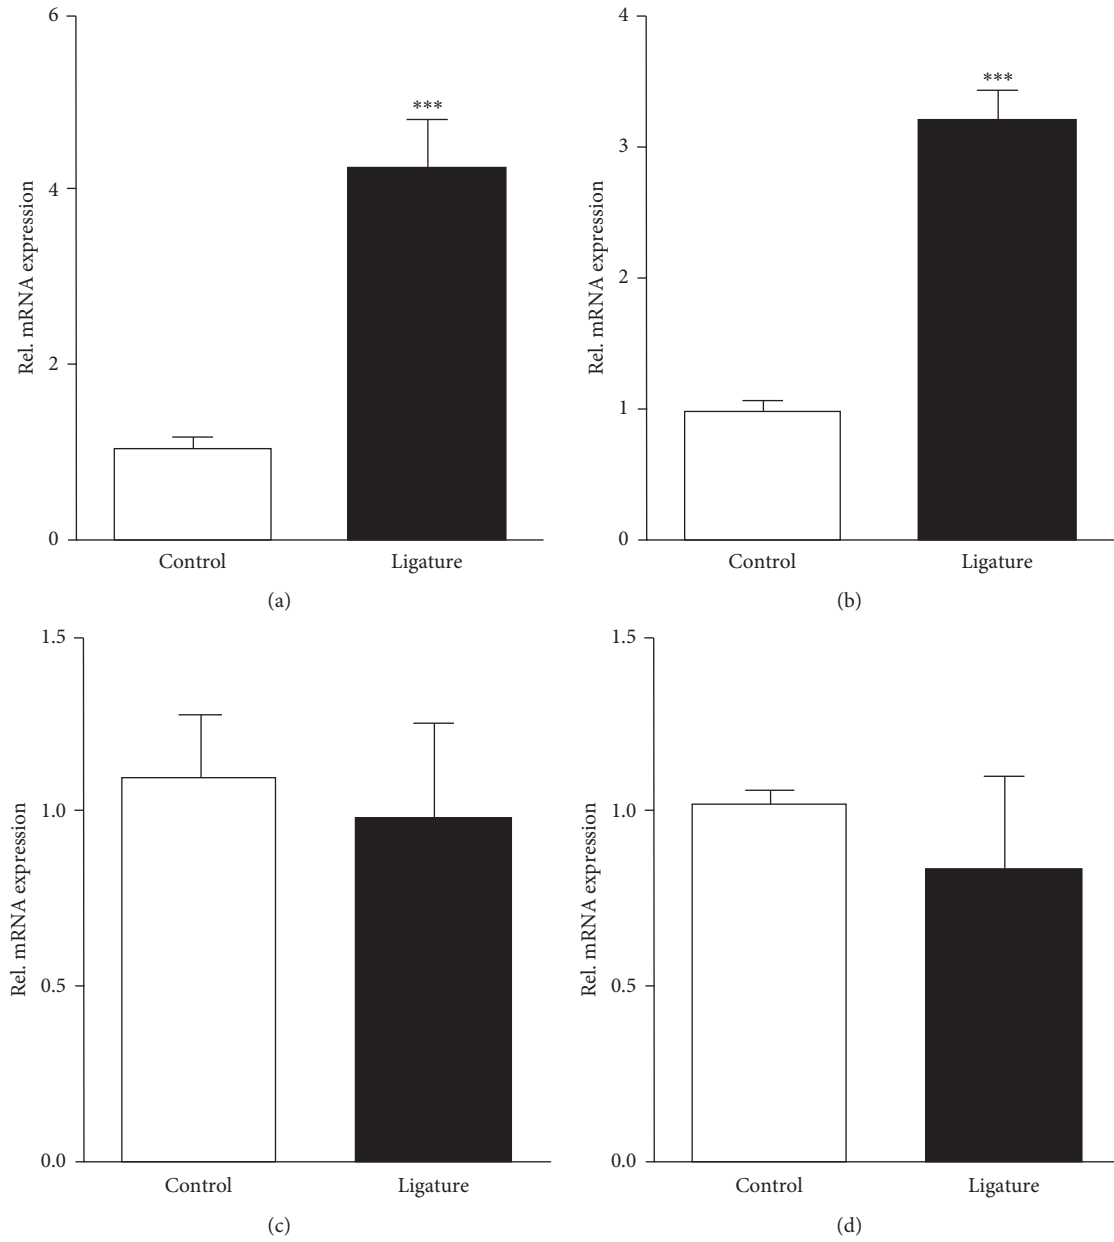 6
4
2
0
Rel. mRNA expression
***
Control
Ligature
(a)
4
3
2
1
0
Rel. mRNA expression
***
Control
Ligature
(b)
1.5
1.0
0.5
0.0
Rel. mRNA expression
Control
Ligature
(c)
1.5
1.0
0.5
0.0
Rel. mRNA expression
Control
Ligature
(d)